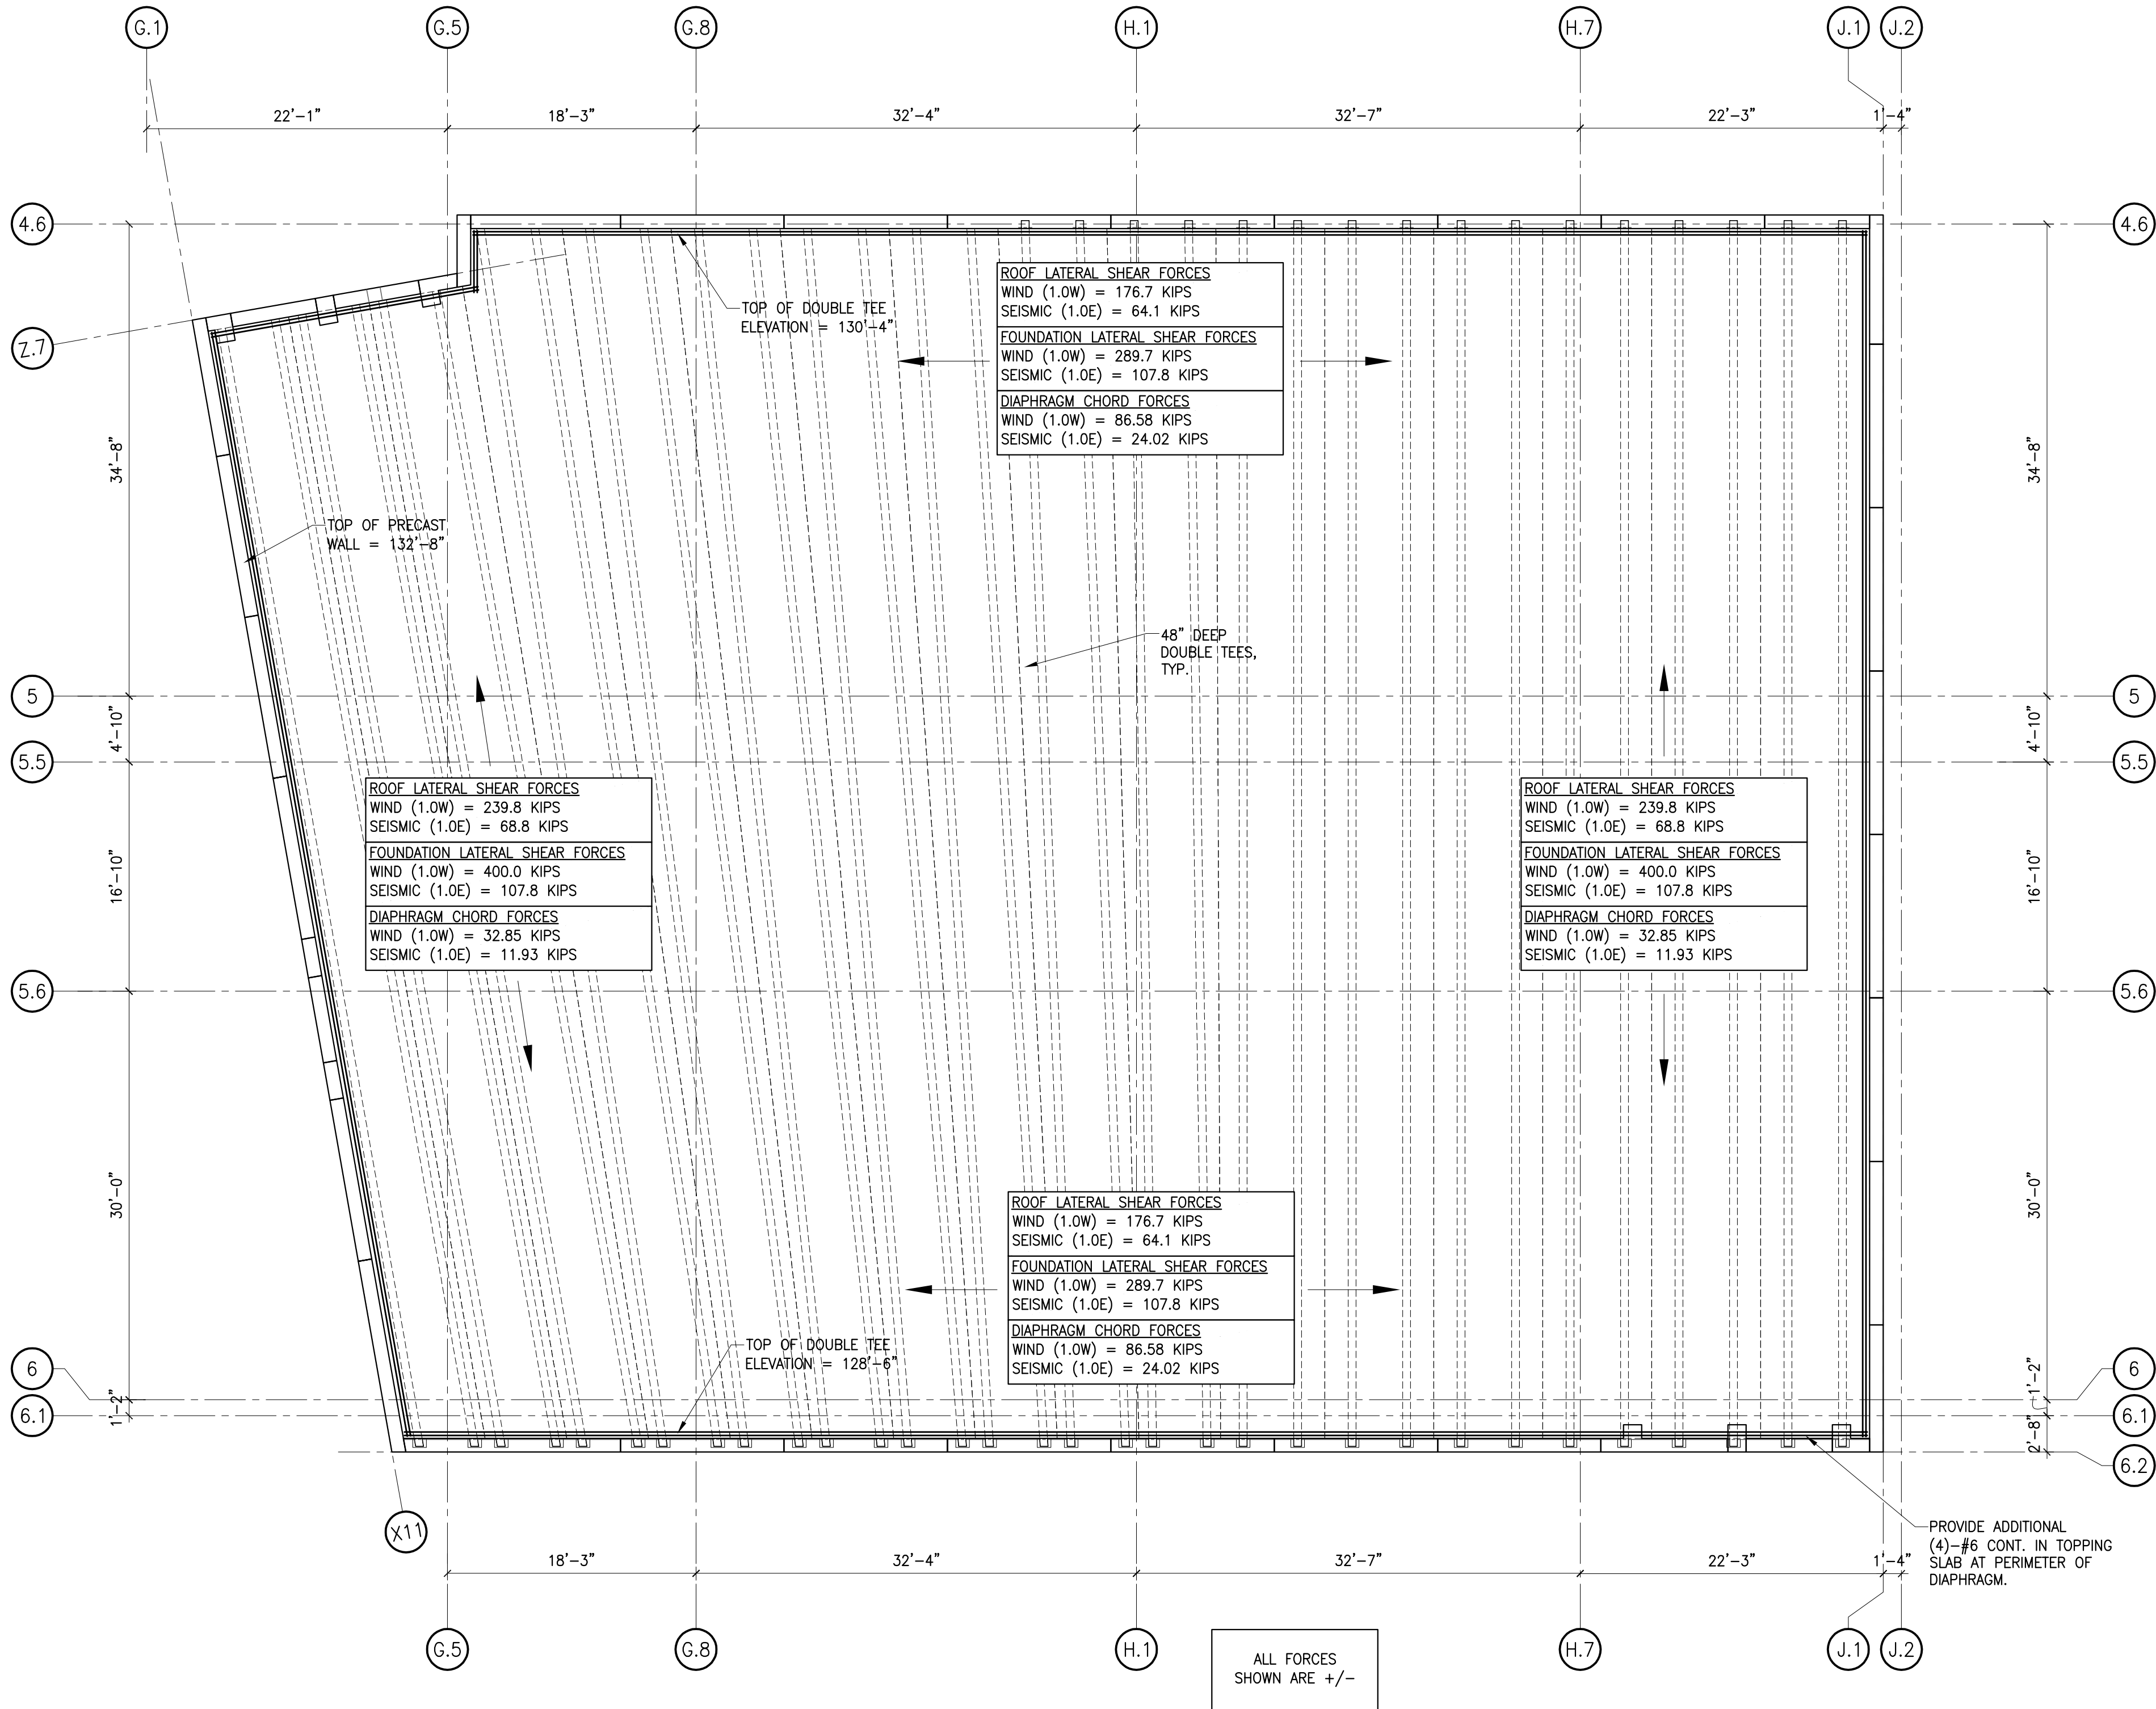 G.1
G.5
G.8
H.1
H.7
J.1
J.2
22'-1"
18'-3"
32'-4"
32'-7"
22'-3"
1'-4"
4.6
4.6
Z.7
ROOF LATERAL SHEAR FORCES
WIND (1.0W) = 176.7 KIPS
SEISMIC (1.0E) = 64.1 KIPS
FOUNDATION LATERAL SHEAR FORCES
WIND (1.0W) = 289.7 KIPS
SEISMIC (1.0E) = 107.8 KIPS
DIAPHRAGM CHORD FORCES
WIND (1.0W) = 86.58 KIPS
SEISMIC (1.0E) = 24.02 KIPS
TOP OF DOUBLE TEE
ELEVATION = 130'-4"
34'-8"
34'-8"
TOP OF PRECAST
WALL = 132'-8"
48" DEEP
DOUBLE TEES,
TYP.
5
5
4'-10"
4'-10"
5.5
5.5
ROOF LATERAL SHEAR FORCES
WIND (1.0W) = 239.8 KIPS
SEISMIC (1.0E) = 68.8 KIPS
FOUNDATION LATERAL SHEAR FORCES
WIND (1.0W) = 400.0 KIPS
SEISMIC (1.0E) = 107.8 KIPS
DIAPHRAGM CHORD FORCES
WIND (1.0W) = 32.85 KIPS
SEISMIC (1.0E) = 11.93 KIPS
ROOF LATERAL SHEAR FORCES
WIND (1.0W) = 239.8 KIPS
SEISMIC (1.0E) = 68.8 KIPS
FOUNDATION LATERAL SHEAR FORCES
WIND (1.0W) = 400.0 KIPS
SEISMIC (1.0E) = 107.8 KIPS
DIAPHRAGM CHORD FORCES
WIND (1.0W) = 32.85 KIPS
SEISMIC (1.0E) = 11.93 KIPS
16'-10"
16'-10"
5.6
5.6
30'-0"
30'-0"
ROOF LATERAL SHEAR FORCES
WIND (1.0W) = 176.7 KIPS
SEISMIC (1.0E) = 64.1 KIPS
FOUNDATION LATERAL SHEAR FORCES
WIND (1.0W) = 289.7 KIPS
SEISMIC (1.0E) = 107.8 KIPS
DIAPHRAGM CHORD FORCES
WIND (1.0W) = 86.58 KIPS
SEISMIC (1.0E) = 24.02 KIPS
TOP OF DOUBLE TEE
ELEVATION = 128'-6"
6
6
1'-2"
1'-2"
6.1
6.1
2'-8"
6.2
X11
PROVIDE ADDITIONAL
(4)-#6 CONT. IN TOPPING
SLAB AT PERIMETER OF
DIAPHRAGM.
18'-3"
32'-4"
32'-7"
22'-3"
1'-4"
G.5
G.8
H.1
H.7
J.1
J.2
ALL FORCES
SHOWN ARE +/-